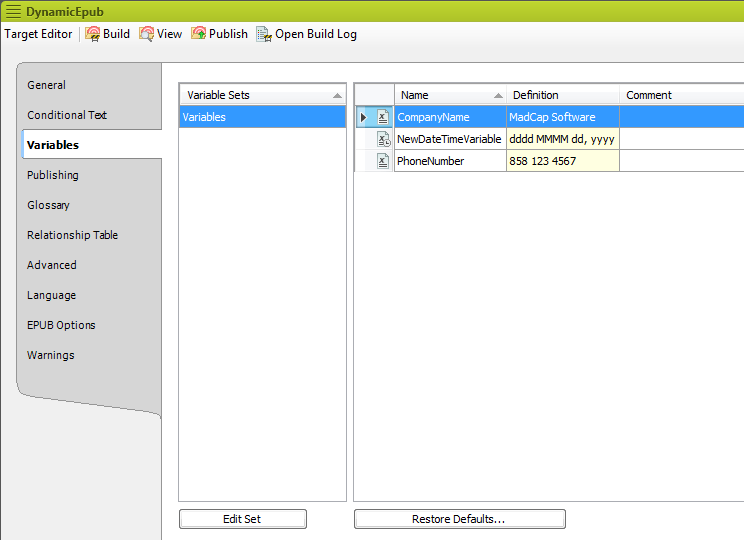 DynamicEpub
Target Editor Build View Publish Open Build Log
General
Conditional Text
Variables
Publishing
Glossary
Relationship Table
Advanced
Language
EPUB Options
Warnings
Variable Sets
Variables
Name Definition Comment
CompanyName MadCap Software
NewDateTimeVariable dddd MMMM dd, yyyy
PhoneNumber 858 123 4567
Edit Set
Restore Defaults...